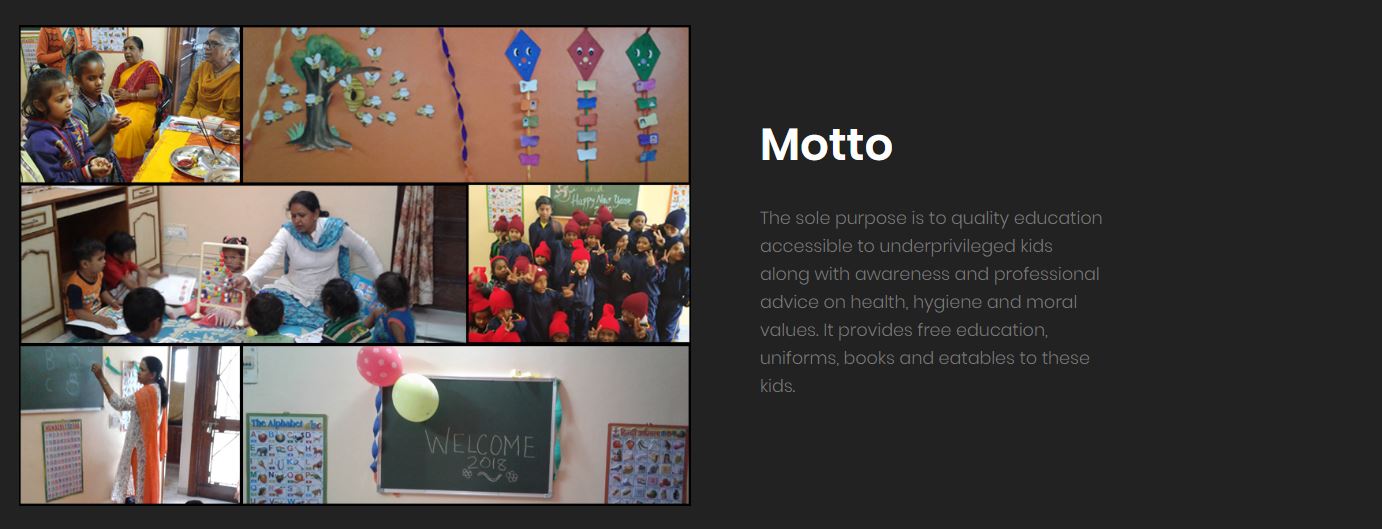 and
Happy New Year
B
C
The Alphabet abc
WELCOME
2018
Motto
The sole purpose is to quality education
accessible to underprivileged kids
along with awareness and professional
advice on health, hygiene and moral
values. It provides free education,
uniforms, books and eatables to these
kids.